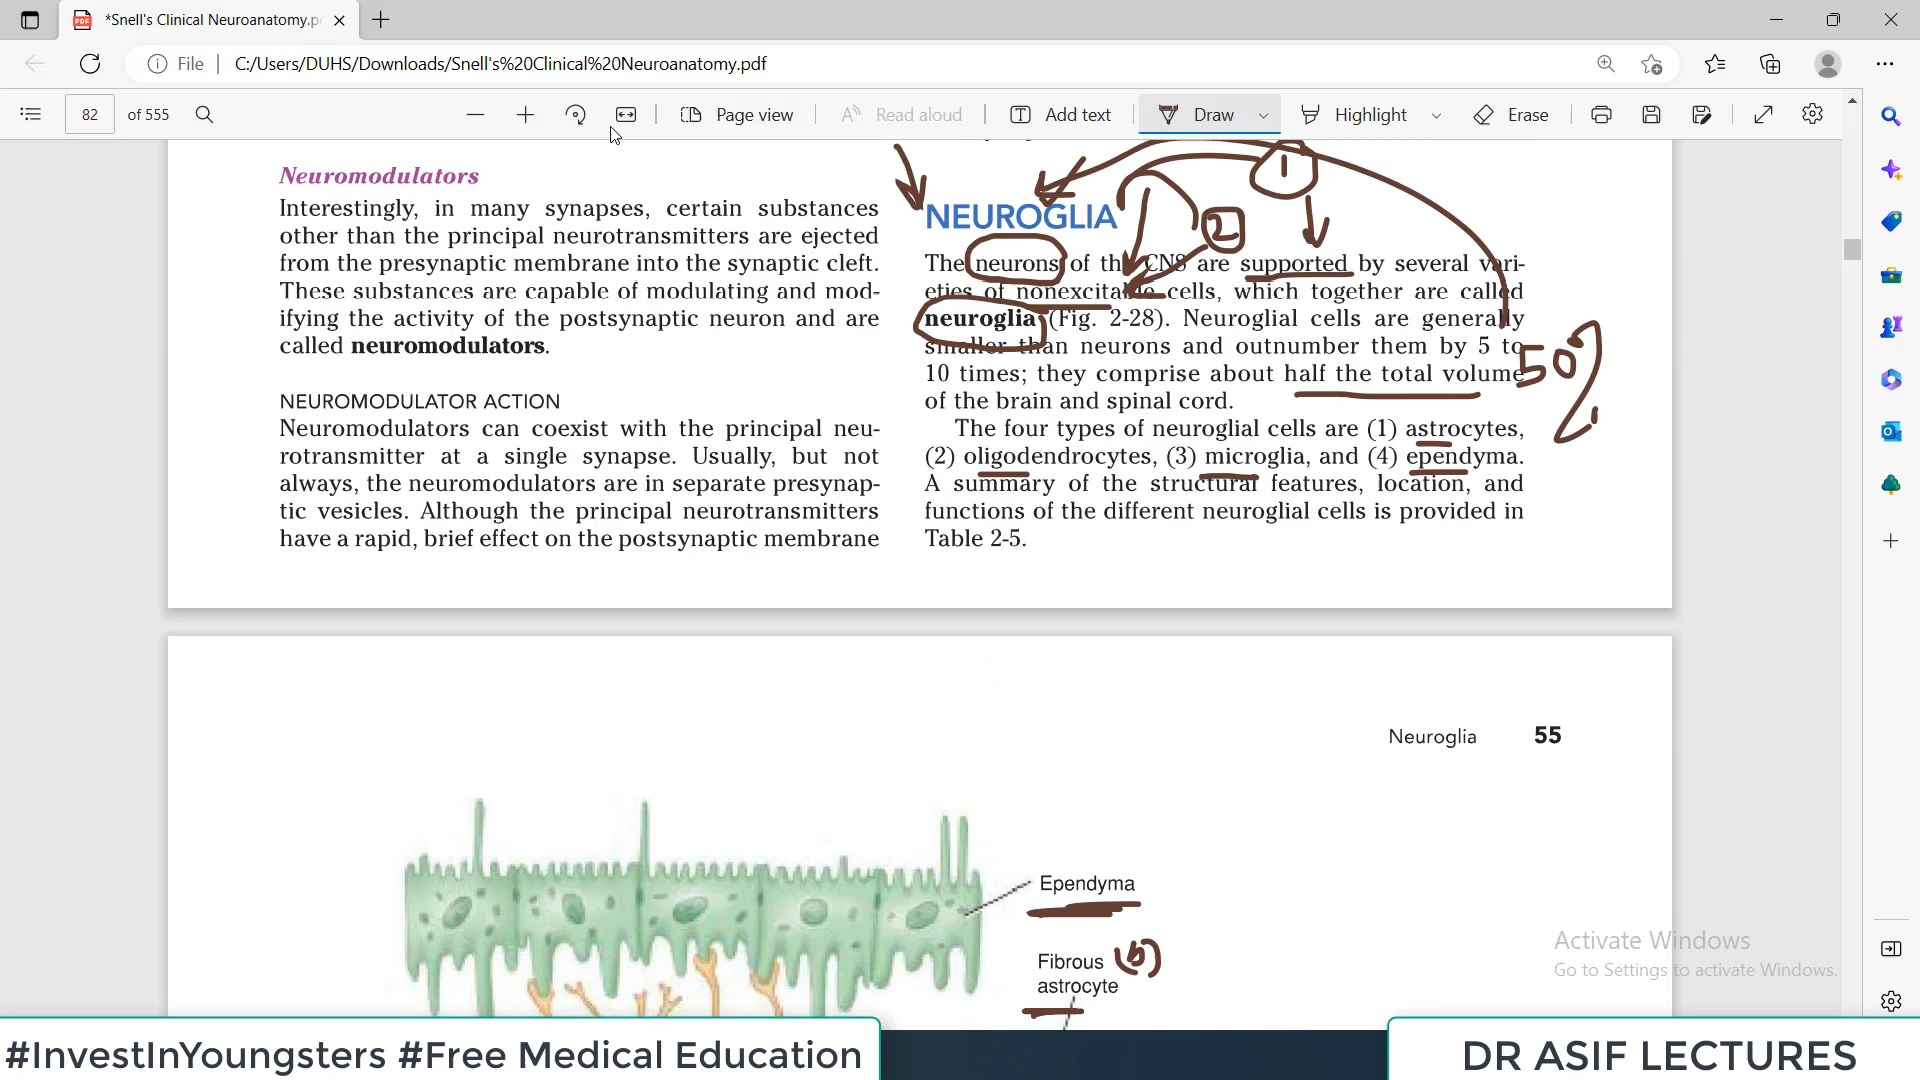 *Snell's Clinical Neuroanatomy.p
File
C:/Users/DUHS/Downloads/Snell's%20Clinical%20Neuroanatomy.pdf
82 of 555
Page view
Read aloud
Add text
Draw
Highlight
Erase
Neuromodulators
Interestingly, in many synapses, certain substances
other than the principal neurotransmitters are ejected
from the presynaptic membrane into the synaptic cleft.
These substances are capable of modulating and mod-
ifying the activity of the postsynaptic neuron and are
called neuromodulators.
NEUROMODULATOR ACTION
Neuromodulators can coexist with the principal neu-
rotransmitter at a single synapse. Usually, but not
always, the neuromodulators are in separate presynap-
tic vesicles. Although the principal neurotransmitters
have a rapid, brief effect on the postsynaptic membrane
1
NEUROGLIA
2
The neurons of the CNS are supported by several vari-
eties of nonexcitable cells, which together are called
neuroglia (Fig. 2-28). Neuroglial cells are generally
smaller than neurons and outnumber them by 5 to
10 times; they comprise about half the total volume
of the brain and spinal cord.
50%
The four types of neuroglial cells are (1) astrocytes,
(2) oligodendrocytes, (3) microglia, and (4) ependyma.
A summary of the structural features, location, and
functions of the different neuroglial cells is provided in
Table 2-5.
Neuroglia 55
Ependyma
Fibrous
astrocyte
Activate Windows
Go to Settings to activate Windows.
#InvestInYoungsters #Free Medical Education
DR ASIF LECTURES